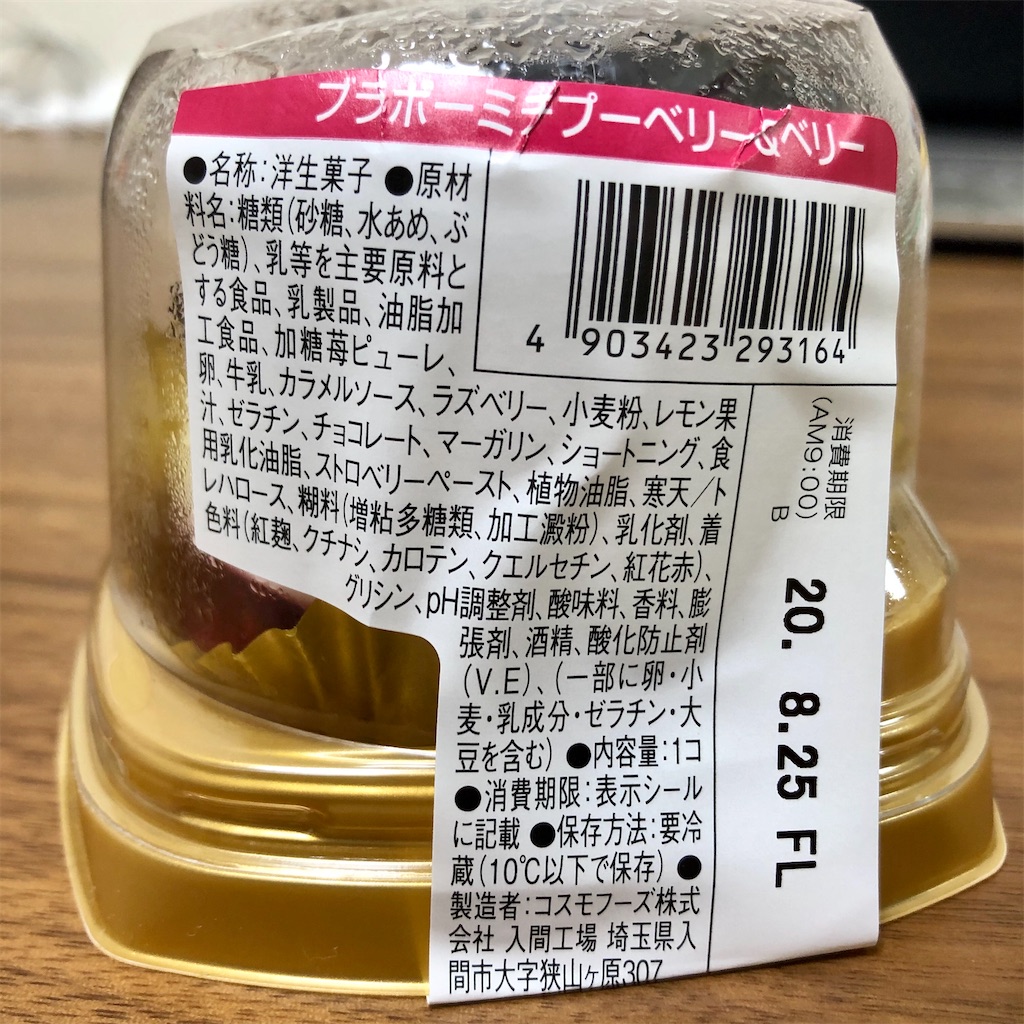 ブラボーミチプーベリー&ベリー
●名称：洋生菓子 ●原材
料名：糖類（砂糖、水あめ、ぶ
どう糖）、乳等を主要原料と
する食品、乳製品、油脂加
工食品、加糖苺ピューレ、
卵、牛乳、カラメルソース、ラズベリー、小麦粉、レモン果
汁、ゼラチン、チョコレート、マーガリン、ショートニング、食
用乳化油脂、ストロベリーペースト、植物油脂、寒天／ト
レハロース、糊料（増粘多糖類、加工澱粉）、乳化剤、着
色料（紅麹、クチナシ、カロテン、クエルセチン、紅花赤）、
グリシン、pH調整剤、酸味料、香料、膨
張剤、酒精、酸化防止剤
（V.E）、（一部に卵・小
麦・乳成分・ゼラチン・大
豆を含む） ●内容量：1コ
●消費期限：表示シール
に記載 ●保存方法：要冷
蔵（10℃以下で保存） ●
製造者：コスモフーズ株式
会社 入間工場 埼玉県入
間市大字狭山ヶ原307
4 903423 293164
消費期限
（AM9:00）
B
20. 8.25 FL